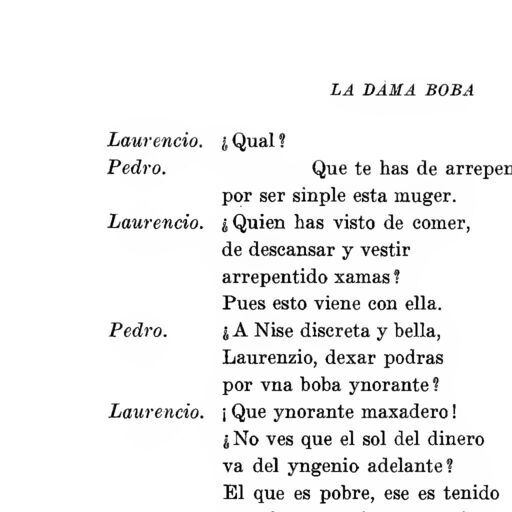 LA DAMA BOBA
Laurencio. ¿Qual?
Pedro. Que te has de arrepen
por ser sinple esta muger.
Laurencio. ¿Quien has visto de comer,
de descansar y vestir
arrepentido xamas?
Pues esto viene con ella.
Pedro. ¿A Nise discreta y bella,
Laurenzio, dexar podras
por vna boba ynorante?
Laurencio. ¡Que ynorante maxadero!
¿No ves que el sol del dinero
va del yngenio adelante?
El que es pobre, ese es tenido